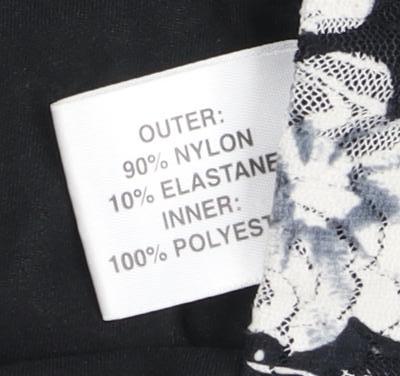 OUTER:
90% NYLON
10% ELASTANE
INNER:
100% POLYEST